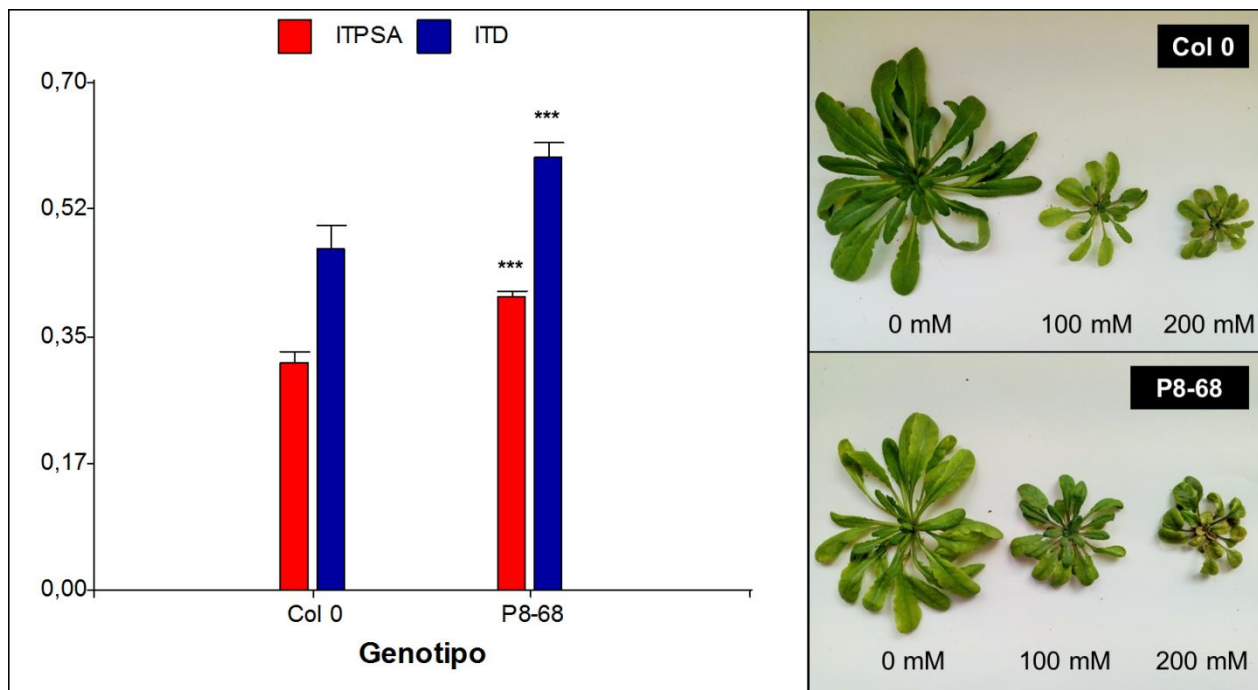 ITPSA ITD
0,70
0,52
0,35
0,17
0,00
***
***
Col 0 P8-68
Genotipo
Col 0
0 mM 100 mM 200 mM
P8-68
0 mM 100 mM 200 mM